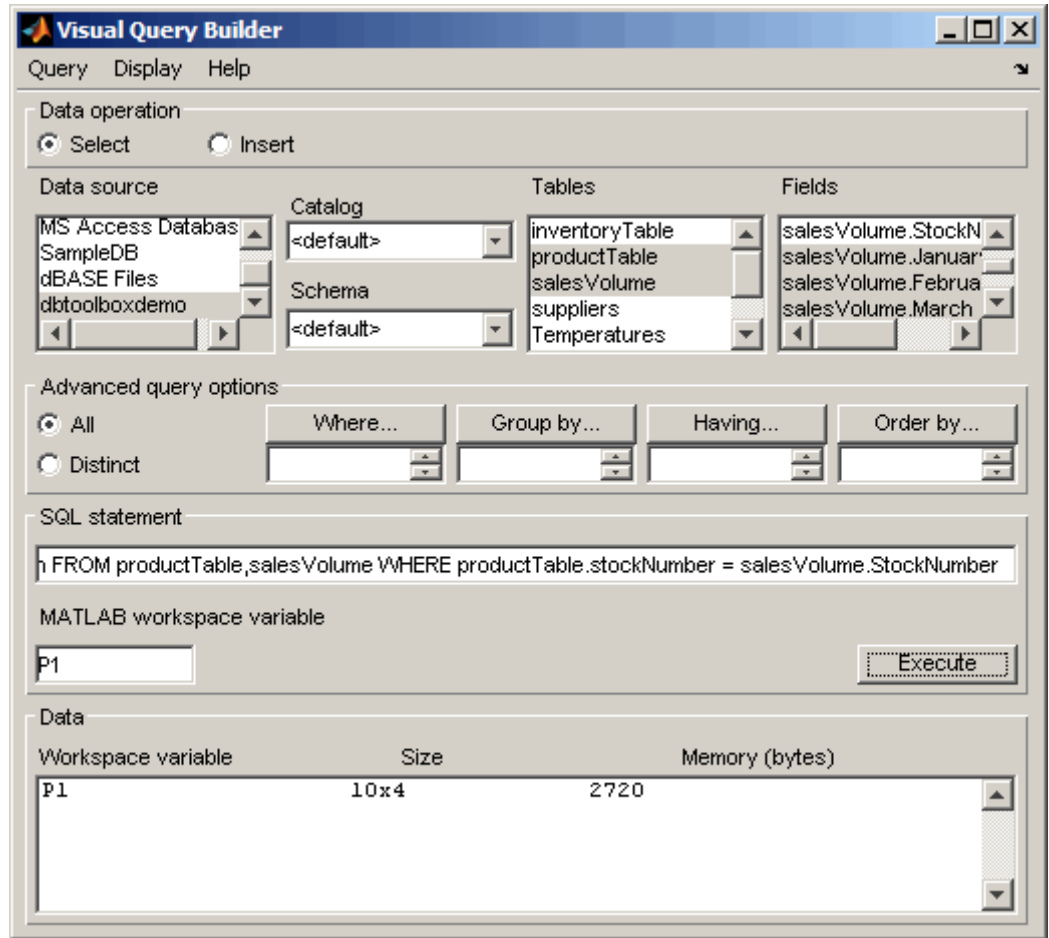 Visual Query Builder
Query Display Help
Data operation
Select Insert
Data source
MS Access Databas
SampleDB
dBASE Files
dbtoolboxdemo
Catalog
<default>
Schema
<default>
Tables
inventoryTable
productTable
salesVolume
suppliers
Temperatures
Fields
salesVolume.StockN
salesVolume.Januar
salesVolume.Februa
salesVolume.March
Advanced query options
All
Distinct
Where... Group by... Having... Order by...
SQL statement
h FROM productTable,salesVolume WHERE productTable.stockNumber = salesVolume.StockNumber
MATLAB workspace variable
P1
Execute
Data
Workspace variable Size Memory (bytes)
P1 10x4 2720